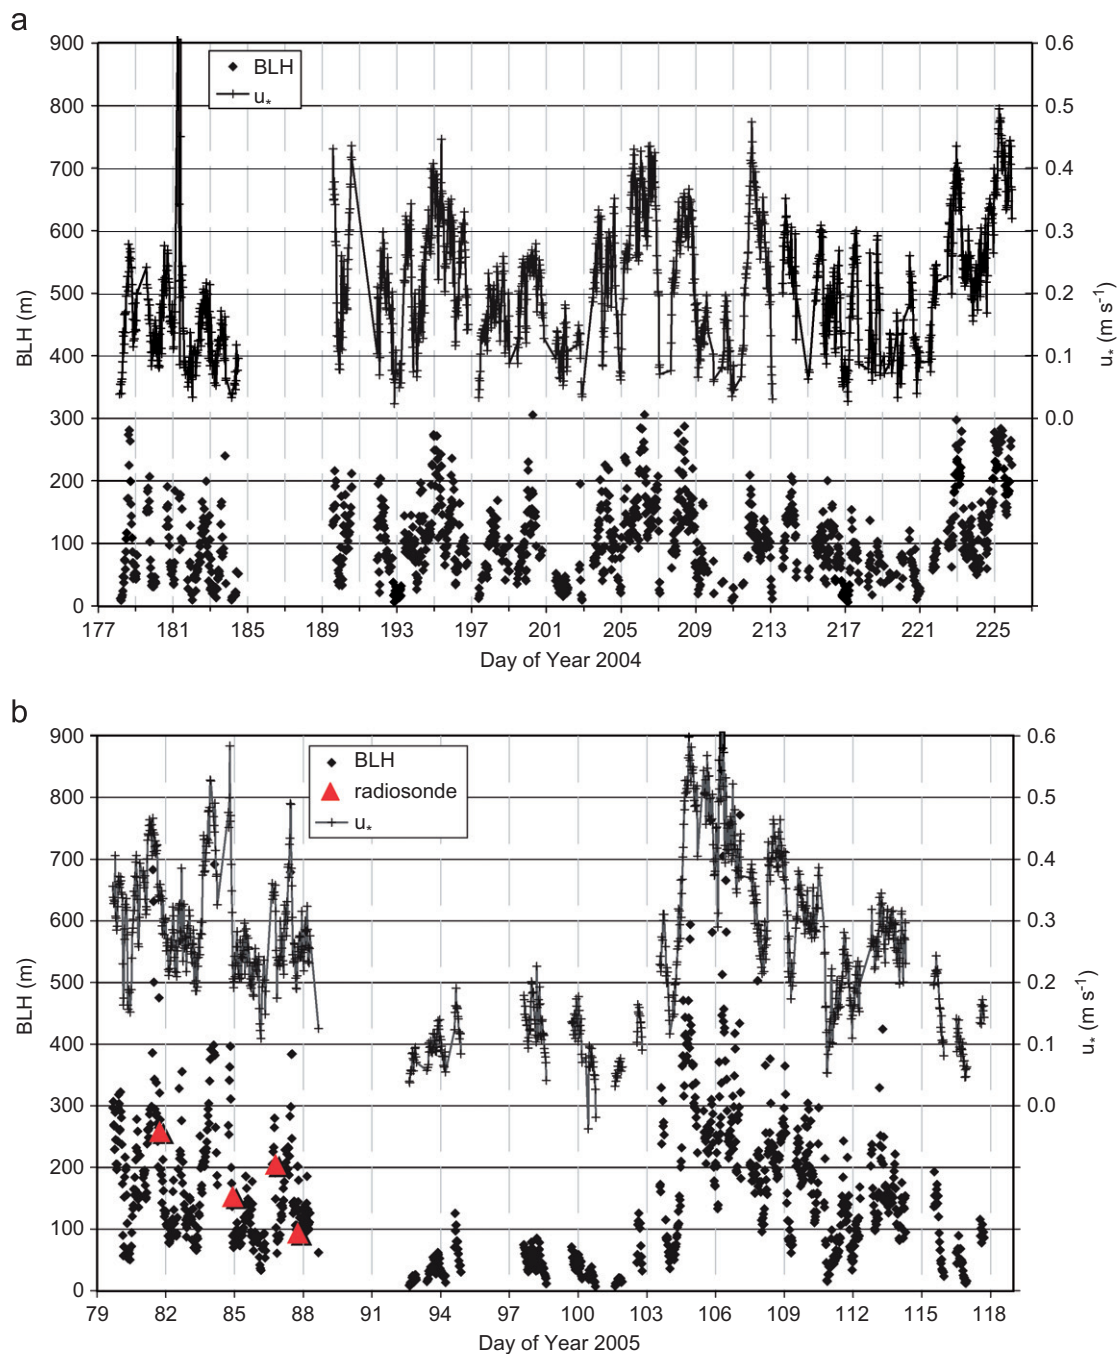 a
900
800
700
600
500
400
300
200
100
0
BLH (m)
BLH
u*
0.6
0.5
0.4
0.3
0.2
0.1
0.0
u* (m s-1)
177 181 185 189 193 197 201 205 209 213 217 221 225
Day of Year 2004
b
900
800
700
600
500
400
300
200
100
0
BLH (m)
BLH
radiosonde
u*
0.6
0.5
0.4
0.3
0.2
0.1
0.0
u* (m s-1)
79 82 85 88 91 94 97 100 103 106 109 112 115 118
Day of Year 2005